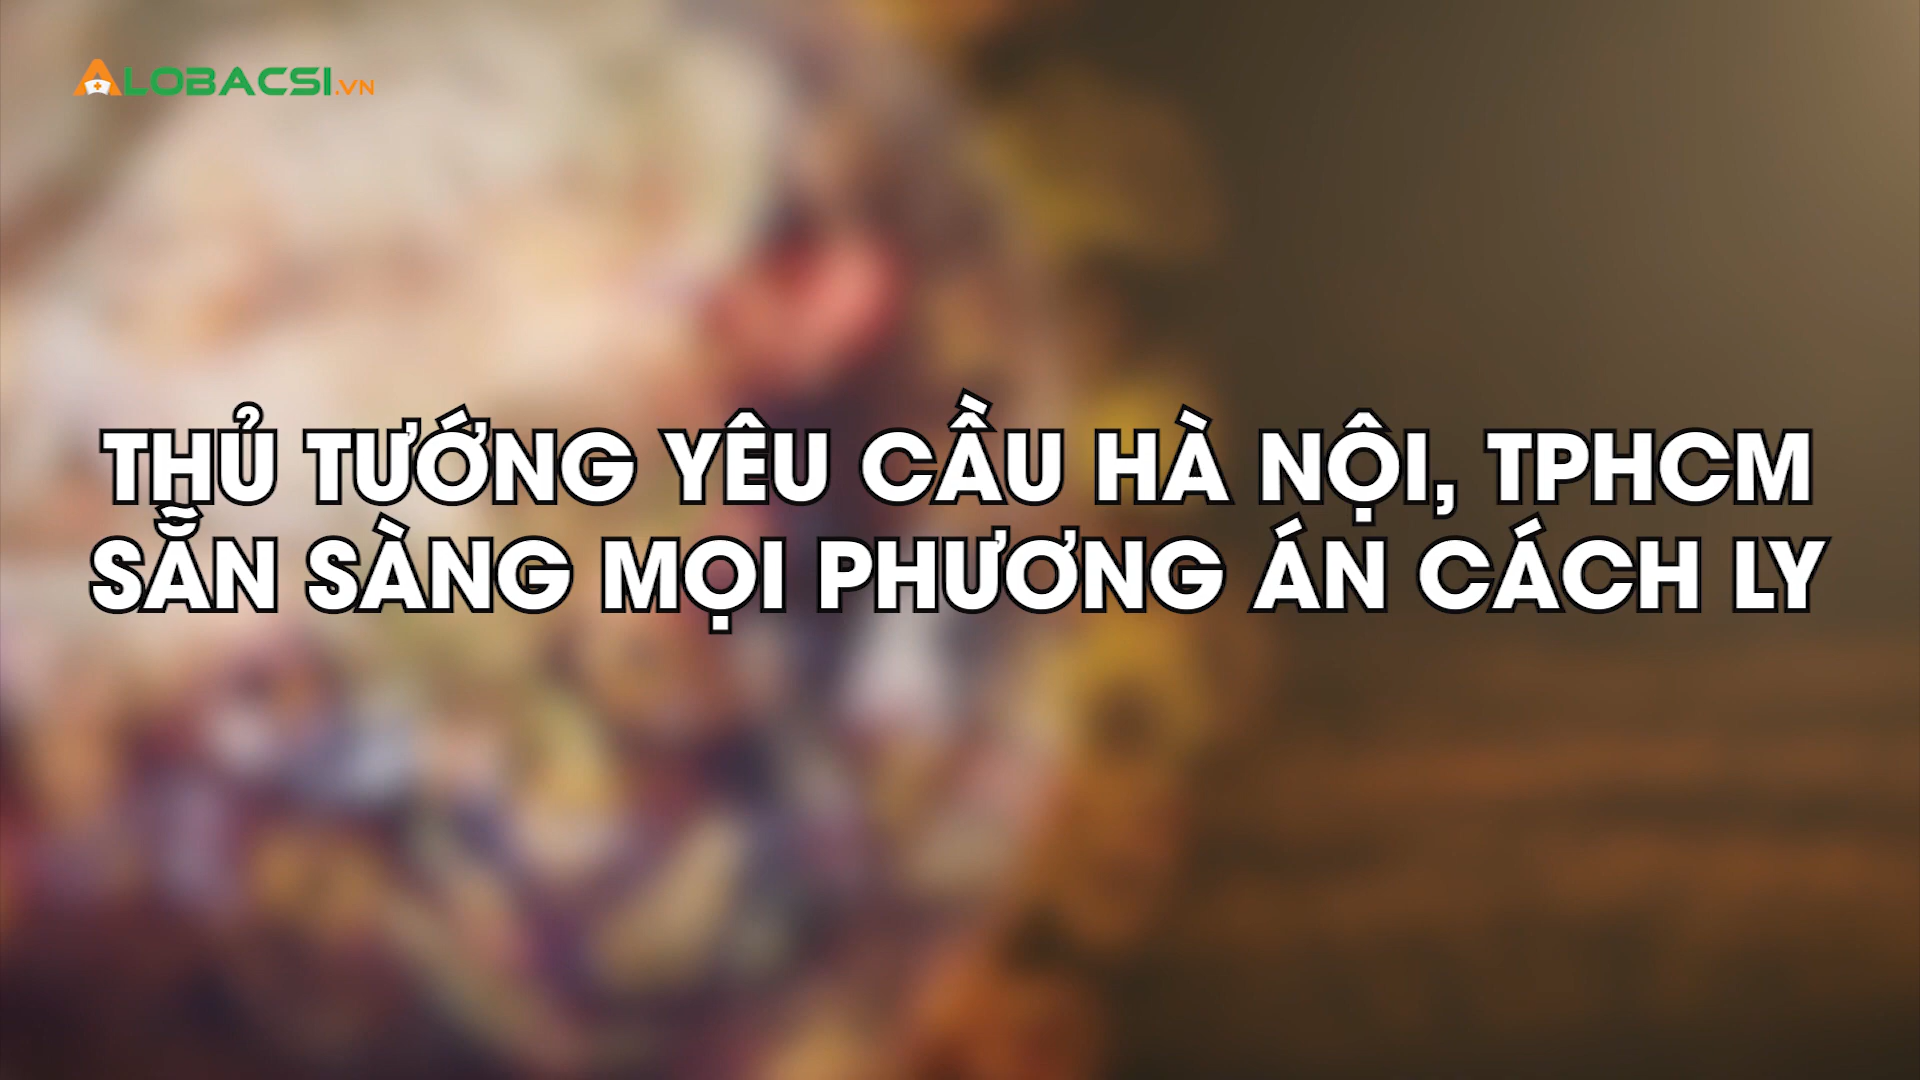 ALOBACSI.VN
THỦ TƯỚNG YÊU CẦU HÀ NỘI, TPHCM
SẴN SÀNG MỌI PHƯƠNG ÁN CÁCH LY